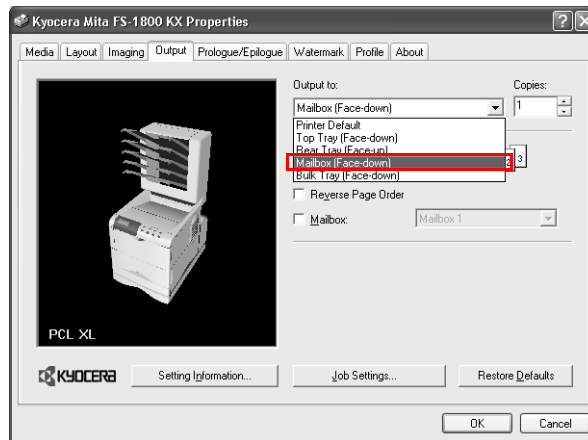 Kyocera Mita FS-1800 KX Properties
Media Layout Imaging Output Prologue/Epilogue Watermark Profile About
Output to:
Copies:
Mailbox (Face-down)
1
Printer Default
Top Tray (Face-down)
Rear Tray (Face-up)
Mailbox (Face-down)
2 3
Bulk Tray (Face-down)
Reverse Page Order
Mailbox:
Mailbox 1
PCL XL
KYOCERA
Setting Information...
Job Settings...
Restore Defaults
OK
Cancel